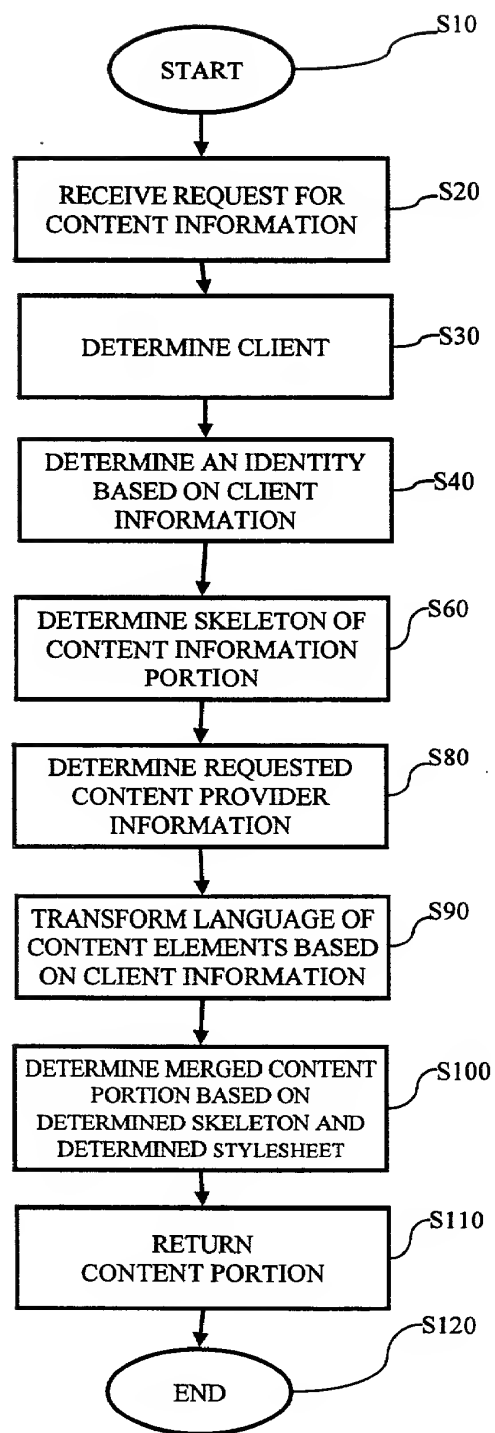 S10
START
S20
RECEIVE REQUEST FOR
CONTENT INFORMATION
S30
DETERMINE CLIENT
S40
DETERMINE AN IDENTITY
BASED ON CLIENT
INFORMATION
S60
DETERMINE SKELETON OF
CONTENT INFORMATION
PORTION
S80
DETERMINE REQUESTED
CONTENT PROVIDER
INFORMATION
S90
TRANSFORM LANGUAGE OF
CONTENT ELEMENTS BASED
ON CLIENT INFORMATION
S100
DETERMINE MERGED CONTENT
PORTION BASED ON
DETERMINED SKELETON AND
DETERMINED STYLESHEET
S110
RETURN
CONTENT PORTION
S120
END